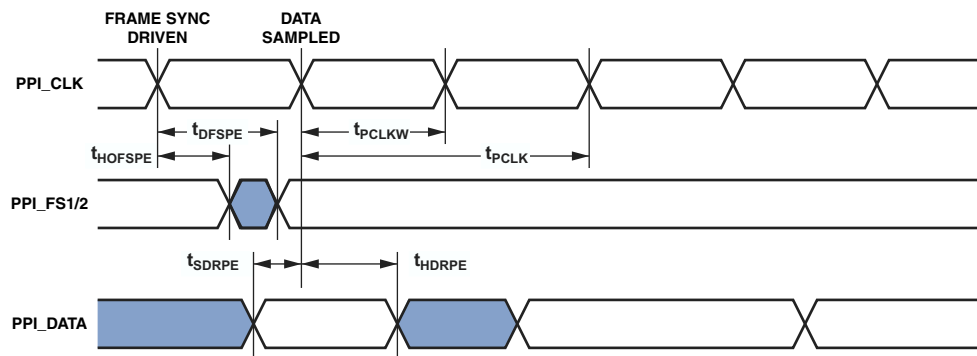 FRAME SYNC
DRIVEN
DATA
SAMPLED
PPI_CLK
tDFSPE
tPCLKW
tHOFSPE
tPCLK
PPI_FS1/2
tSDRPE
tHDRPE
PPI_DATA